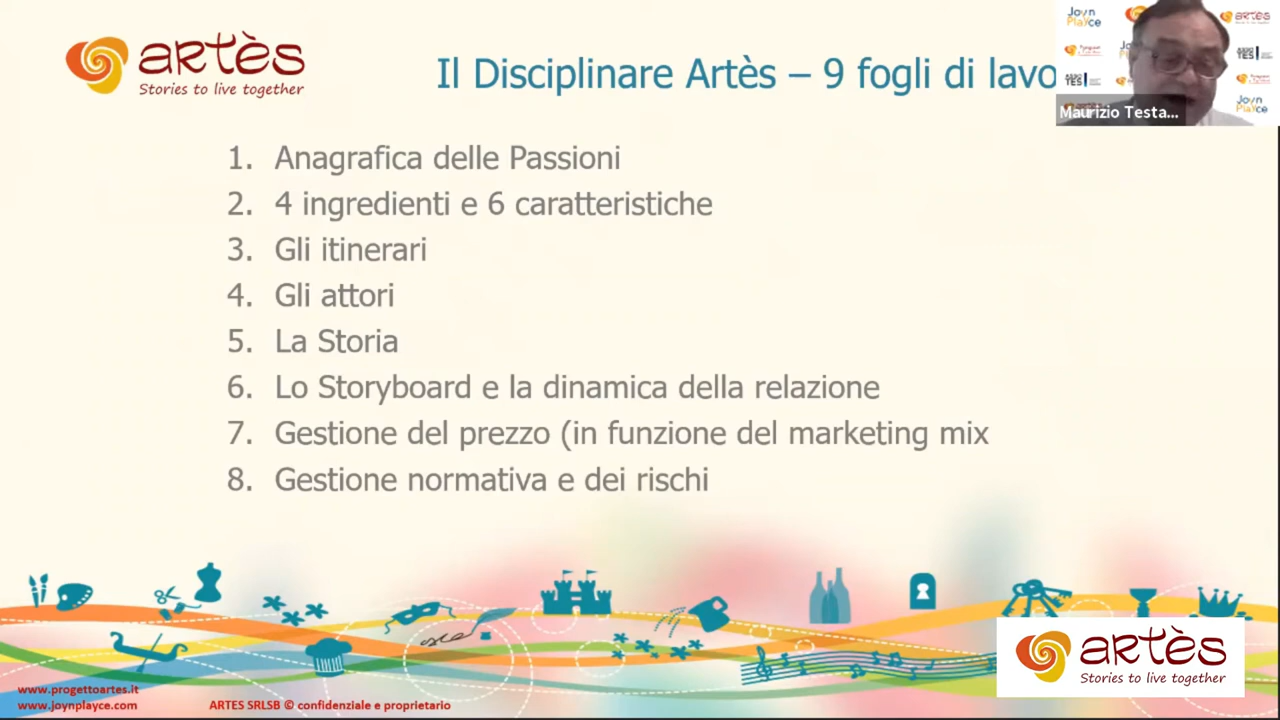 artès
Stories to live together
Il Disciplinare Artès – 9 fogli di lavo
Joyn
Playce
artès
Maurizio Testa...
1. Anagrafica delle Passioni
2. 4 ingredienti e 6 caratteristiche
3. Gli itinerari
4. Gli attori
5. La Storia
6. Lo Storyboard e la dinamica della relazione
7. Gestione del prezzo (in funzione del marketing mix
8. Gestione normativa e dei rischi
www.progettoartes.it
www.joynplayce.com
ARTES SRLSB © confidenziale e proprietario
artès
Stories to live together